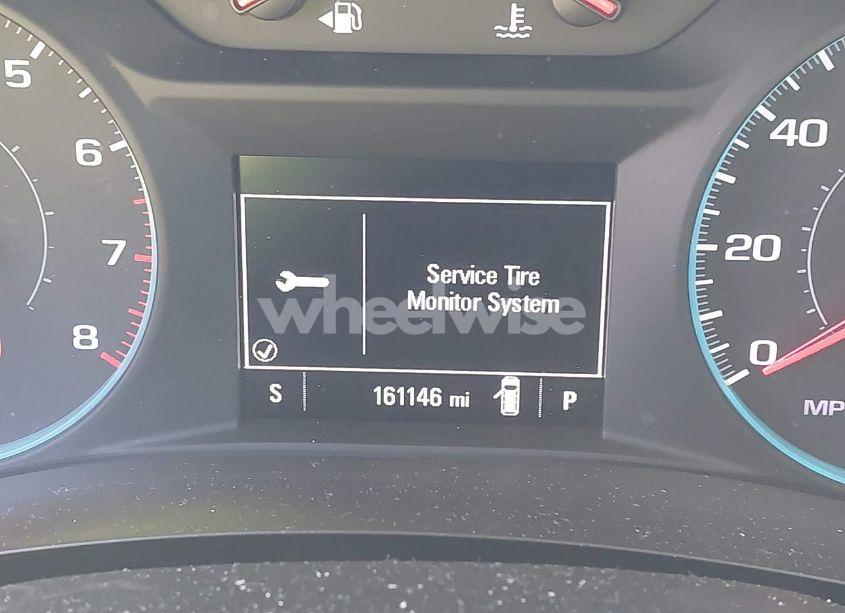 5
6
7
8
Service Tire
Monitor System
wheelwise
S 161146 mi P
40
20
0
MP